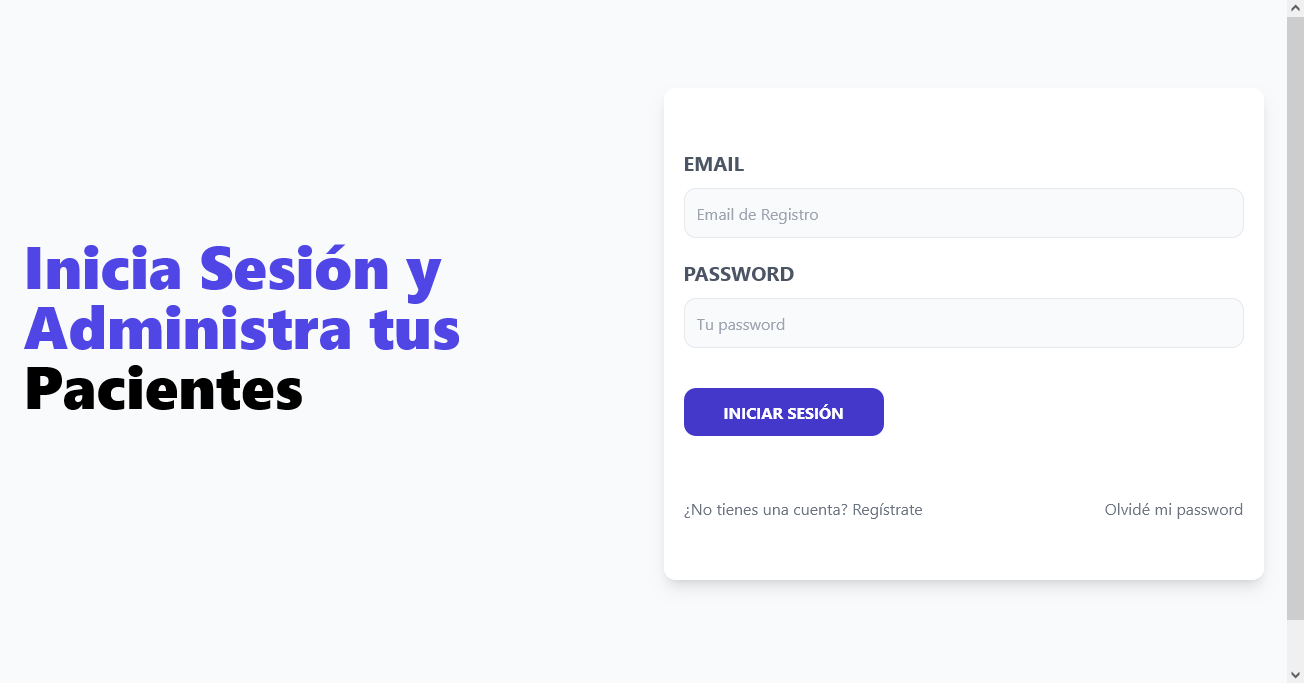 Inicia Sesión y
Administra tus
Pacientes
EMAIL
Email de Registro
PASSWORD
Tu password
INICIAR SESIÓN
¿No tienes una cuenta? Regístrate
Olvidé mi password